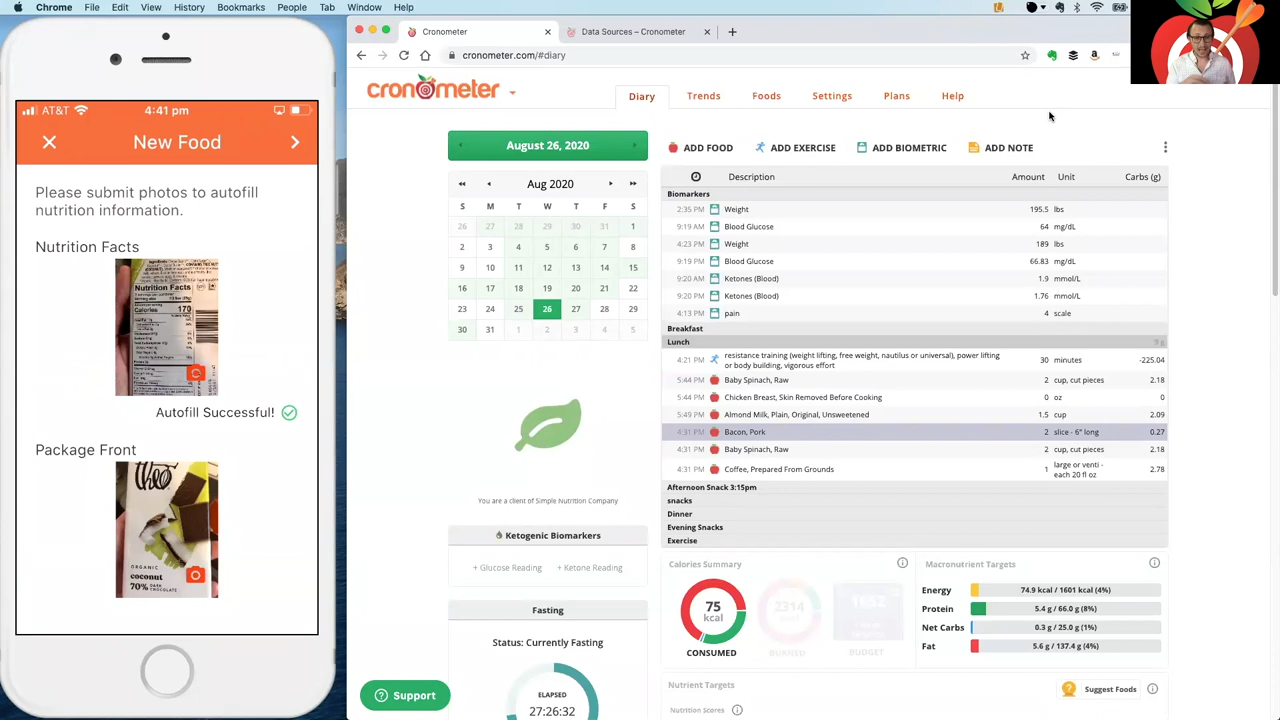 Chrome File Edit View History Bookmarks People Tab Window Help
AT&T 4:41 pm
New Food
Please submit photos to autofill
nutrition information.
Nutrition Facts
Nutrition Facts
Calories 170
Autofill Successful!
Package Front
theo
ORGANIC
coconut
70% DARK
CHOCOLATE
Cronometer
Data Sources – Cronometer
cronometer.com/#diary
cronometer
Diary Trends Foods Settings Plans Help
August 26, 2020
Aug 2020
S M T W T F S
26 27 28 29 30 31 1
2 3 4 5 6 7 8
9 10 11 12 13 14 15
16 17 18 19 20 21 22
23 24 25 26 27 28 29
30 31 1 2 3 4 5
You are a client of Simple Nutrition Company
Ketogenic Biomarkers
+ Glucose Reading + Ketone Reading
Fasting
Status: Currently Fasting
ELAPSED
27:26:32
Support
ADD FOOD ADD EXERCISE ADD BIOMETRIC ADD NOTE
Description Amount Unit Carbs (g)
Biomarkers
2:35 PM Weight 195.5 lbs
9:19 AM Blood Glucose 64 mg/dL
4:23 PM Weight 189 lbs
9:19 PM Blood Glucose 66.83 mg/dL
9:20 AM Ketones (Blood) 1.9 mmol/L
9:20 PM Ketones (Blood) 1.76 mmol/L
4:13 PM pain 1 scale
Breakfast
Lunch
4:21 PM resistance training (weight lifting, free weight, nautilus or universal), power lifting 30 minutes -225.04
or body building, vigorous effort
5:44 PM Baby Spinach, Raw 2 cup, cut pieces 2.18
5:44 PM Chicken Breast, Skin Removed Before Cooking 0 oz 0
5:49 PM Almond Milk, Plain, Original, Unsweetened 1.5 cup 2.09
4:31 PM Bacon, Pork 2 slice - 6" long 0.27
4:31 PM Baby Spinach, Raw 2 cup, cut pieces 2.18
4:31 PM Coffee, Prepared From Grounds 1 large or venti - 2.78
each 20 fl oz
Afternoon Snack 3:15pm
snacks
Dinner
Evening Snacks
Exercise
Calories Summary
75
kcal
CONSUMED
BURNED
BUDGET
Macronutrient Targets
Energy 74.9 kcal / 1601 kcal (4%)
Protein 5.4 g / 66.0 g (8%)
Net Carbs 0.3 g / 25.0 g (1%)
Fat 5.6 g / 137.4 g (4%)
Nutrient Targets
Suggest Foods
Nutrition Scores